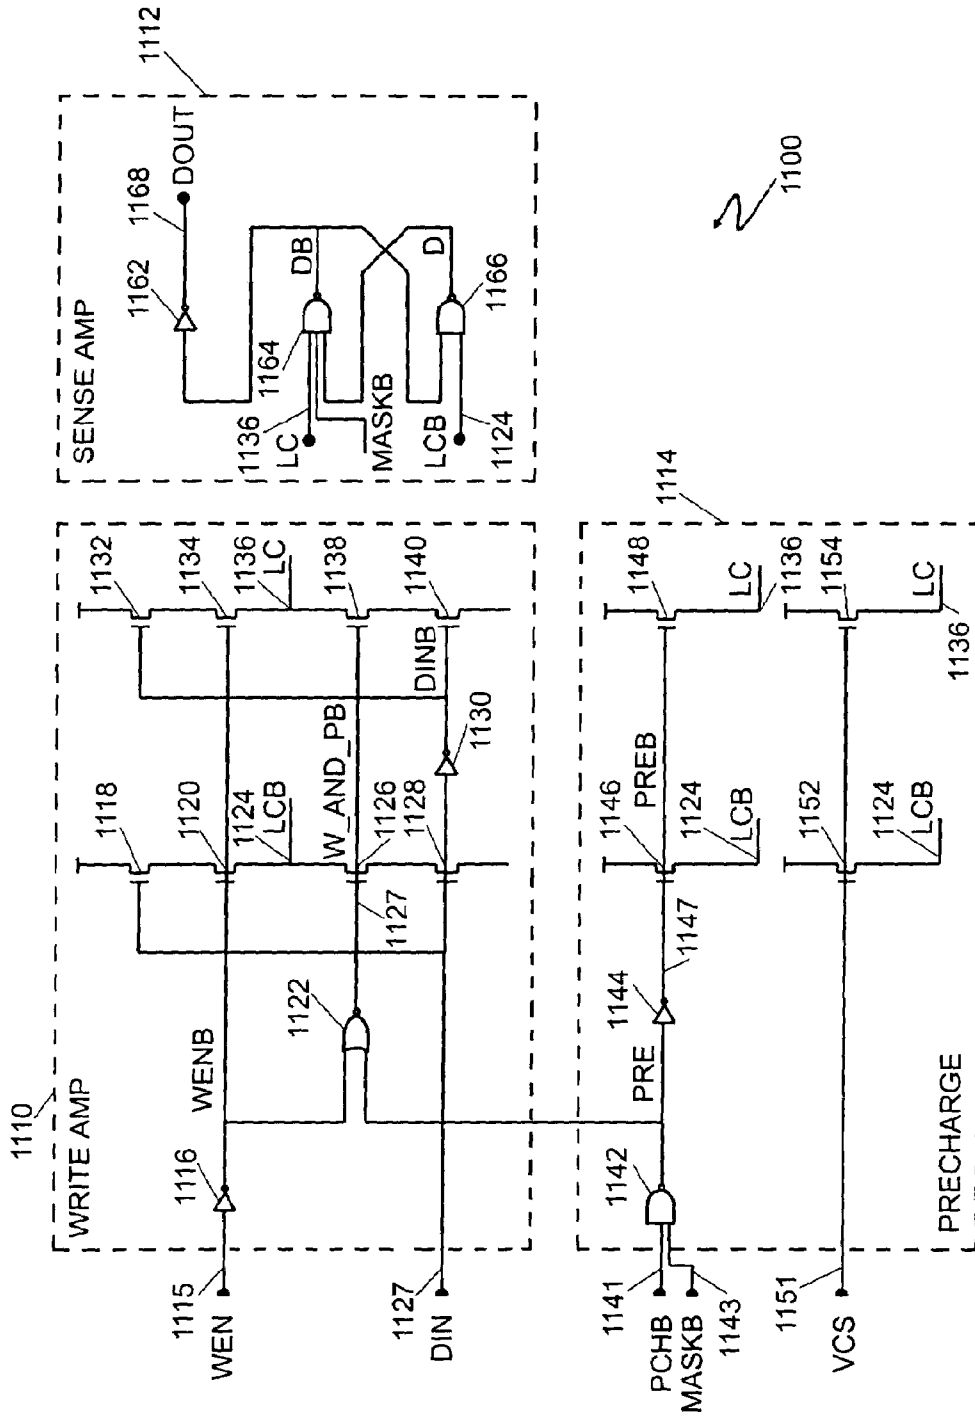 1110
WRITE AMP
WEN
1115
1116
WENB
1118
1120
1124
LCB
1132
1134
1136
LC
1122
W_AND_PB
1127
1126
1128
1138
1140
DINB
1130
DIN
1127
SENSE AMP
1112
1162
1168
DOUT
1164
DB
1136
LC
MASKB
LCB
1124
D
1166
1100
1114
PCHB
1141
MASKB
1143
1142
PRE
1144
1147
1146
PREB
1148
1124
LCB
LC
1136
VCS
1151
1152
1154
1124
LCB
LC
1136
PRECHARGE